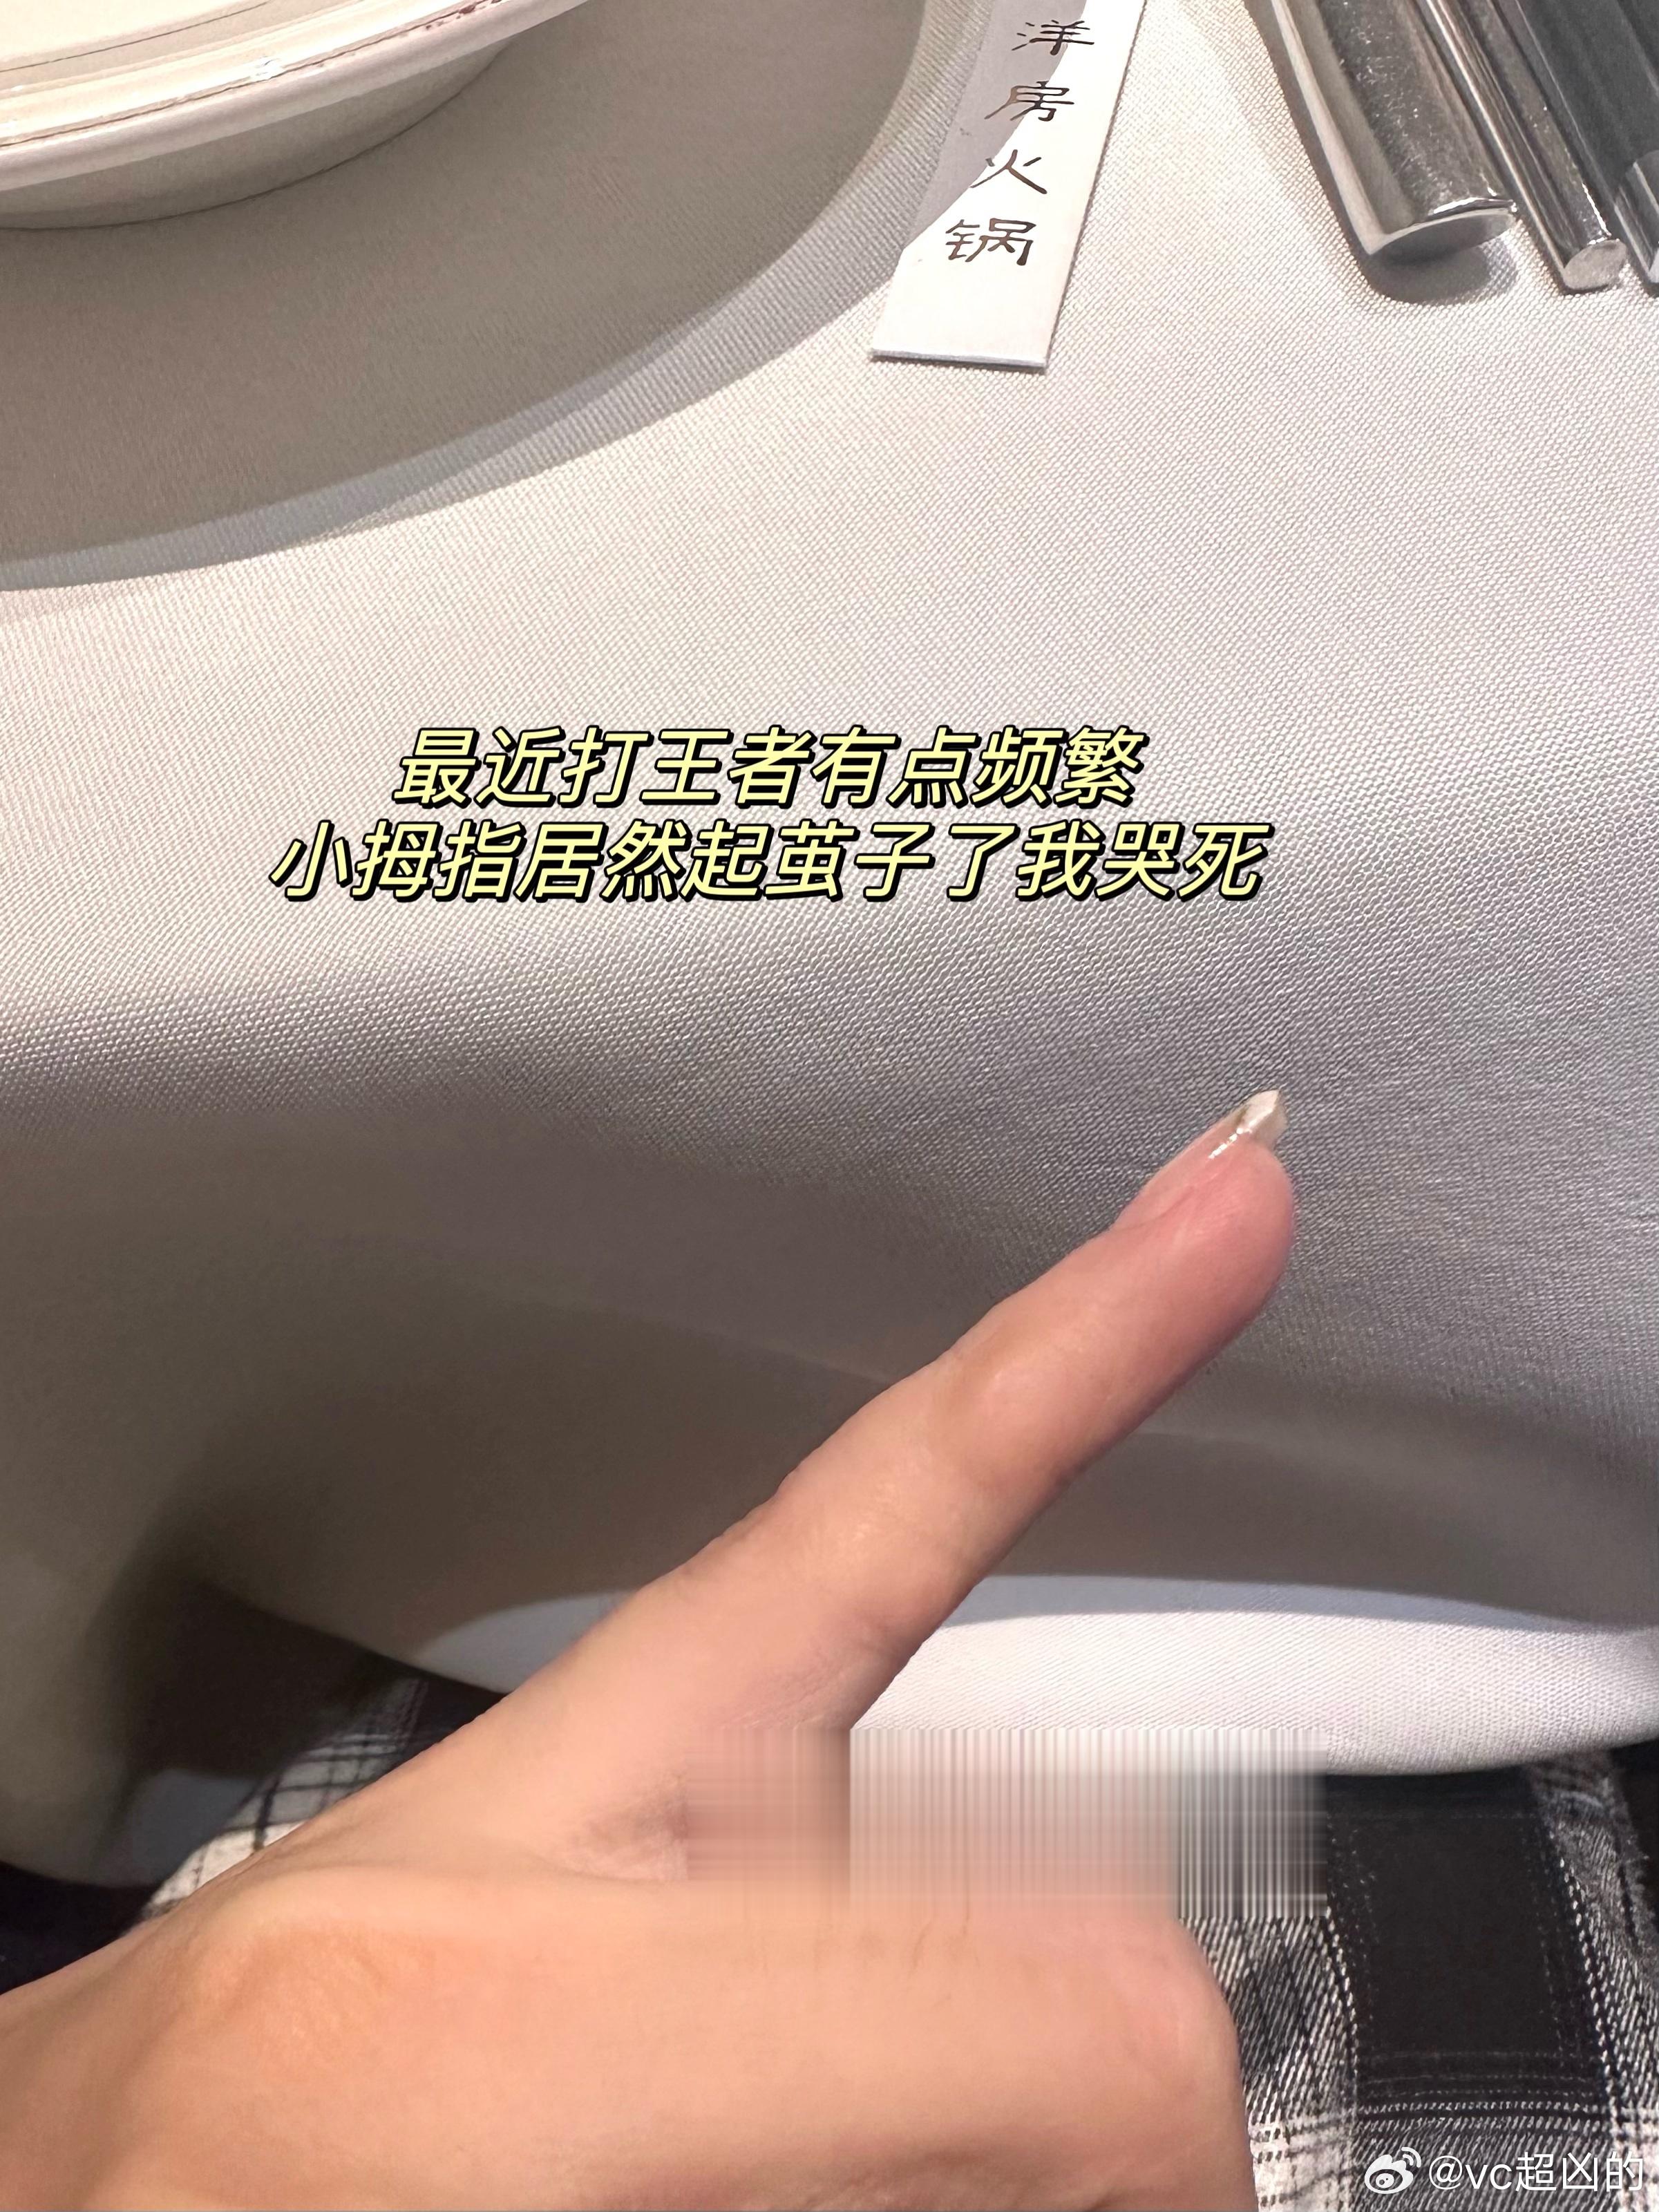 洋房火锅
最近打王者有点频繁
小拇指居然起茧子了我哭死
@vc超凶的